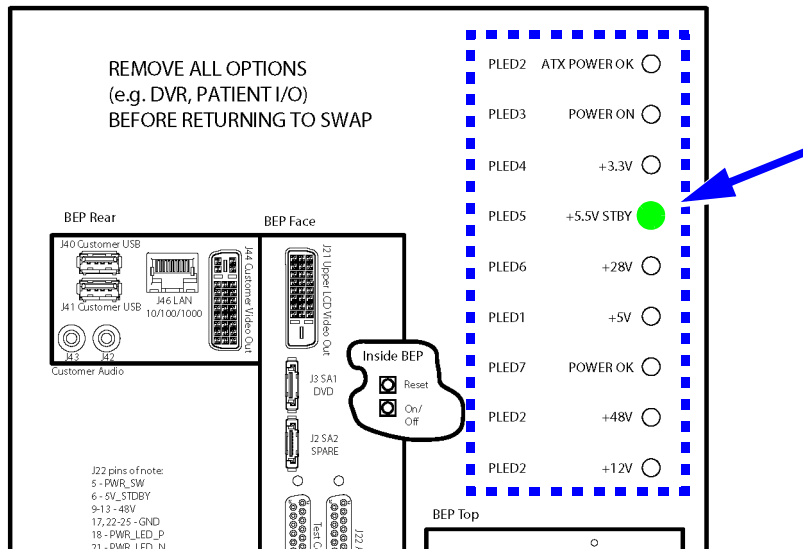 REMOVE ALL OPTIONS
(e.g. DVR, PATIENT I/O)
BEFORE RETURNING TO SWAP
PLED2 ATX POWER OK
PLED3 POWER ON
PLED4 +3.3V
PLED5 +5.5V STBY
PLED6 +28V
PLED1 +5V
PLED7 POWER OK
PLED2 +48V
PLED2 +12V
BEP Rear
J40 Customer USB
J41 Customer USB
J46 LAN
10/100/1000
J44 Customer Video Out
J43
J42
Customer Audio
BEP Face
J21 Upper LCD Video Out
J3 SA1
DVD
J2 SA2
SPARE
Inside BEP
Reset
On/
Off
J22 pins of note:
5 - PWR_SW
6 - 5V_STDBY
9-13 - 48V
17, 22-25 - GND
18 - PWR_LED_P
21 - PWR_LED_N
Test
J22
BEP Top